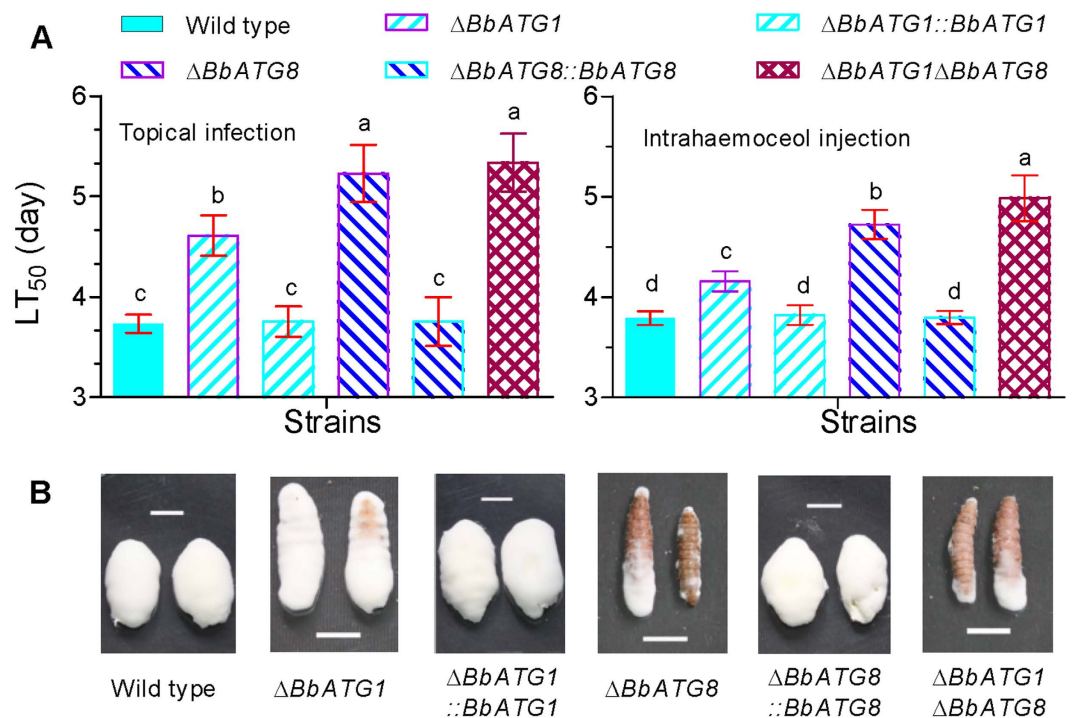 A
Wild type
ΔBbATG1
ΔBbATG1::BbATG1
ΔBbATG8
ΔBbATG8::BbATG8
ΔBbATG1ΔBbATG8
LT50 (day)
6
5
4
3
Topical infection
c
b
c
a
c
a
Strains
6
5
4
3
Intrahaemoceol injection
d
c
d
b
d
a
Strains
B
Wild type
ΔBbATG1
ΔBbATG1
::BbATG1
ΔBbATG8
ΔBbATG8
::BbATG8
ΔBbATG1
ΔBbATG8